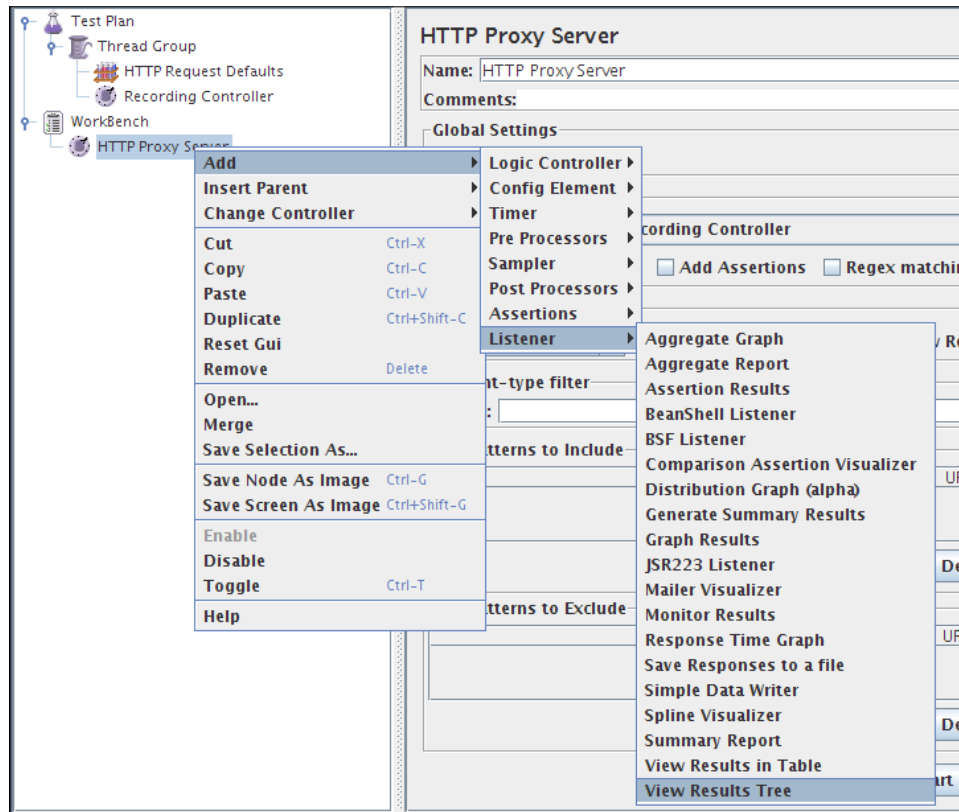 Test Plan
Thread Group
HTTP Request Defaults
Recording Controller
WorkBench
HTTP Proxy Server
HTTP Proxy Server
Name: HTTP Proxy Server
Comments:
Global Settings
cording Controller
Add Assertions
Regex matchin
nt-type filter
:
tterns to Include
tterns to Exclude
Add
Insert Parent
Change Controller
Cut Ctrl-X
Copy Ctrl-C
Paste Ctrl-V
Duplicate Ctrl+Shift-C
Reset Gui
Remove Delete
Open...
Merge
Save Selection As...
Save Node As Image Ctrl-G
Save Screen As Image Ctrl+Shift-G
Enable
Disable
Toggle Ctrl-T
Help
Logic Controller
Config Element
Timer
Pre Processors
Sampler
Post Processors
Assertions
Listener
Aggregate Graph
Aggregate Report
Assertion Results
BeanShell Listener
BSF Listener
Comparison Assertion Visualizer
Distribution Graph (alpha)
Generate Summary Results
Graph Results
JSR223 Listener
Mailer Visualizer
Monitor Results
Response Time Graph
Save Responses to a file
Simple Data Writer
Spline Visualizer
Summary Report
View Results in Table
View Results Tree